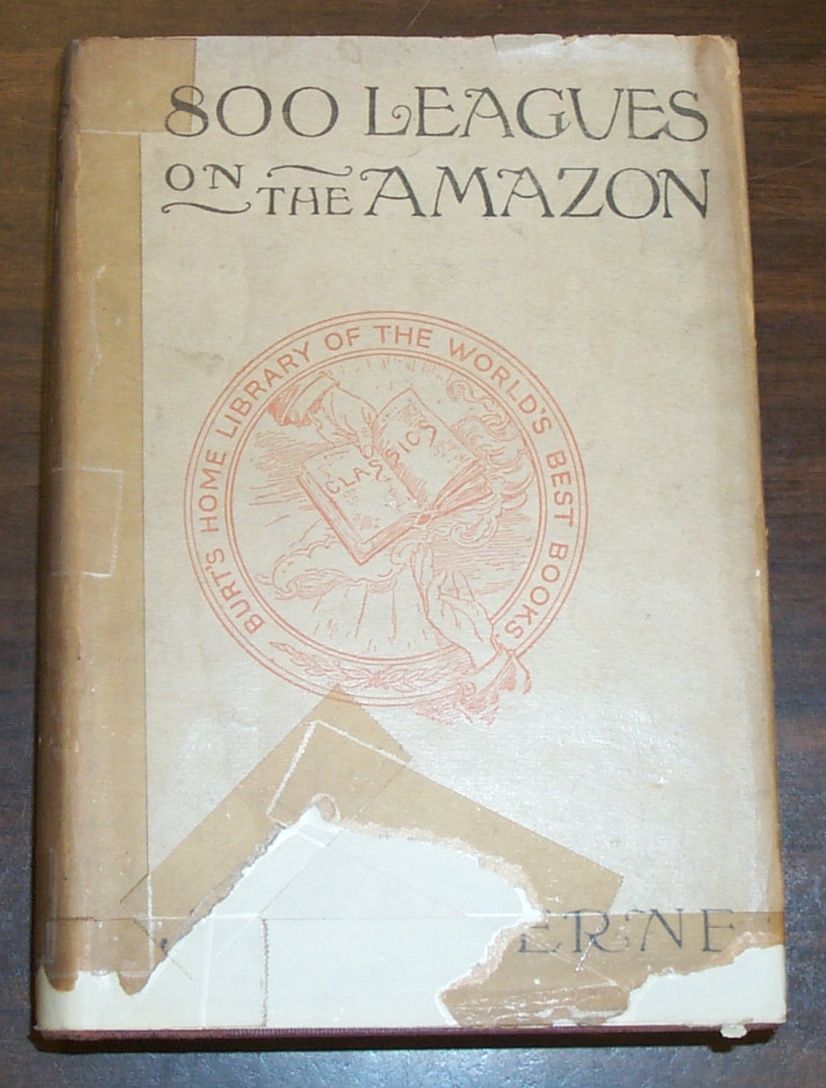 800 LEAGUES
ON THE AMAZON
BURT'S HOME LIBRARY OF THE WORLD'S BEST BOOKS
CLASSICS
ERNE